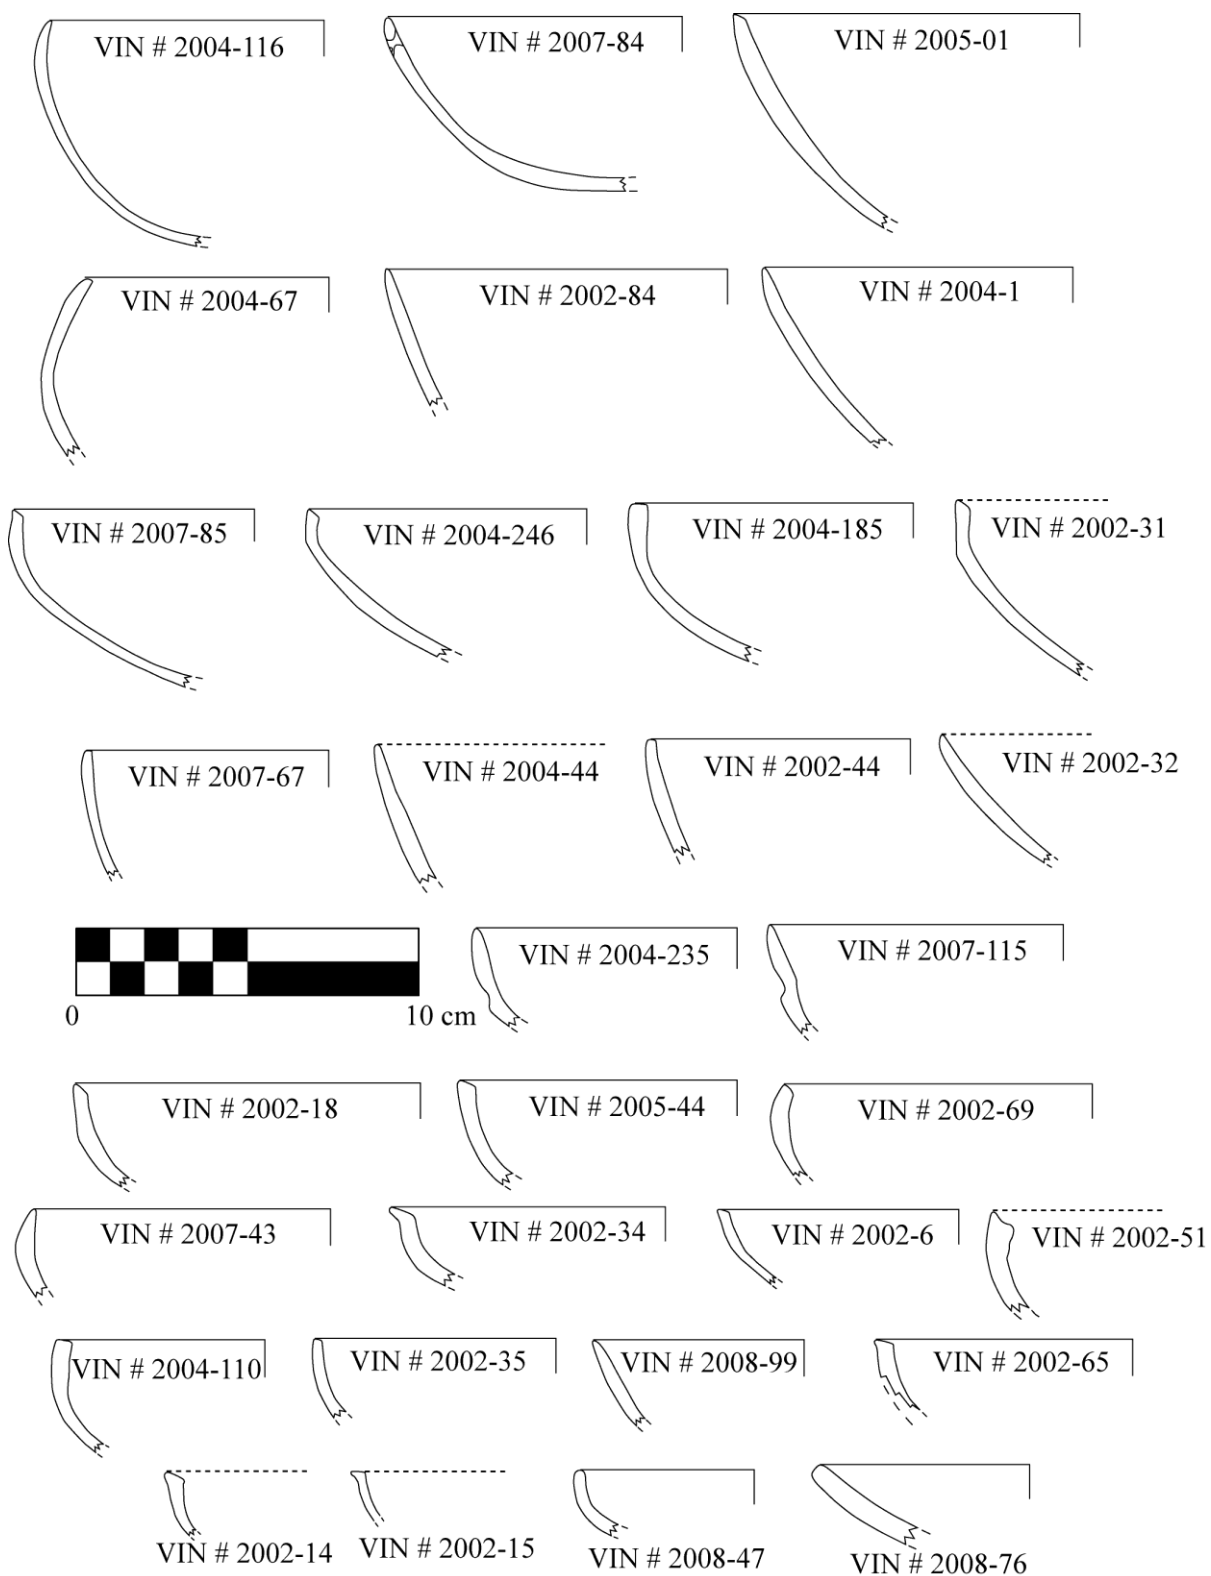 VIN # 2004-116
VIN # 2007-84
VIN # 2005-01
VIN # 2004-67
VIN # 2002-84
VIN # 2004-1
VIN # 2007-85
VIN # 2004-246
VIN # 2004-185
VIN # 2002-31
VIN # 2007-67
VIN # 2004-44
VIN # 2002-44
VIN # 2002-32
0
10 cm
VIN # 2004-235
VIN # 2007-115
VIN # 2002-18
VIN # 2005-44
VIN # 2002-69
VIN # 2007-43
VIN # 2002-34
VIN # 2002-6
VIN # 2002-51
VIN # 2004-110
VIN # 2002-35
VIN # 2008-99
VIN # 2002-65
VIN # 2002-14
VIN # 2002-15
VIN # 2008-47
VIN # 2008-76